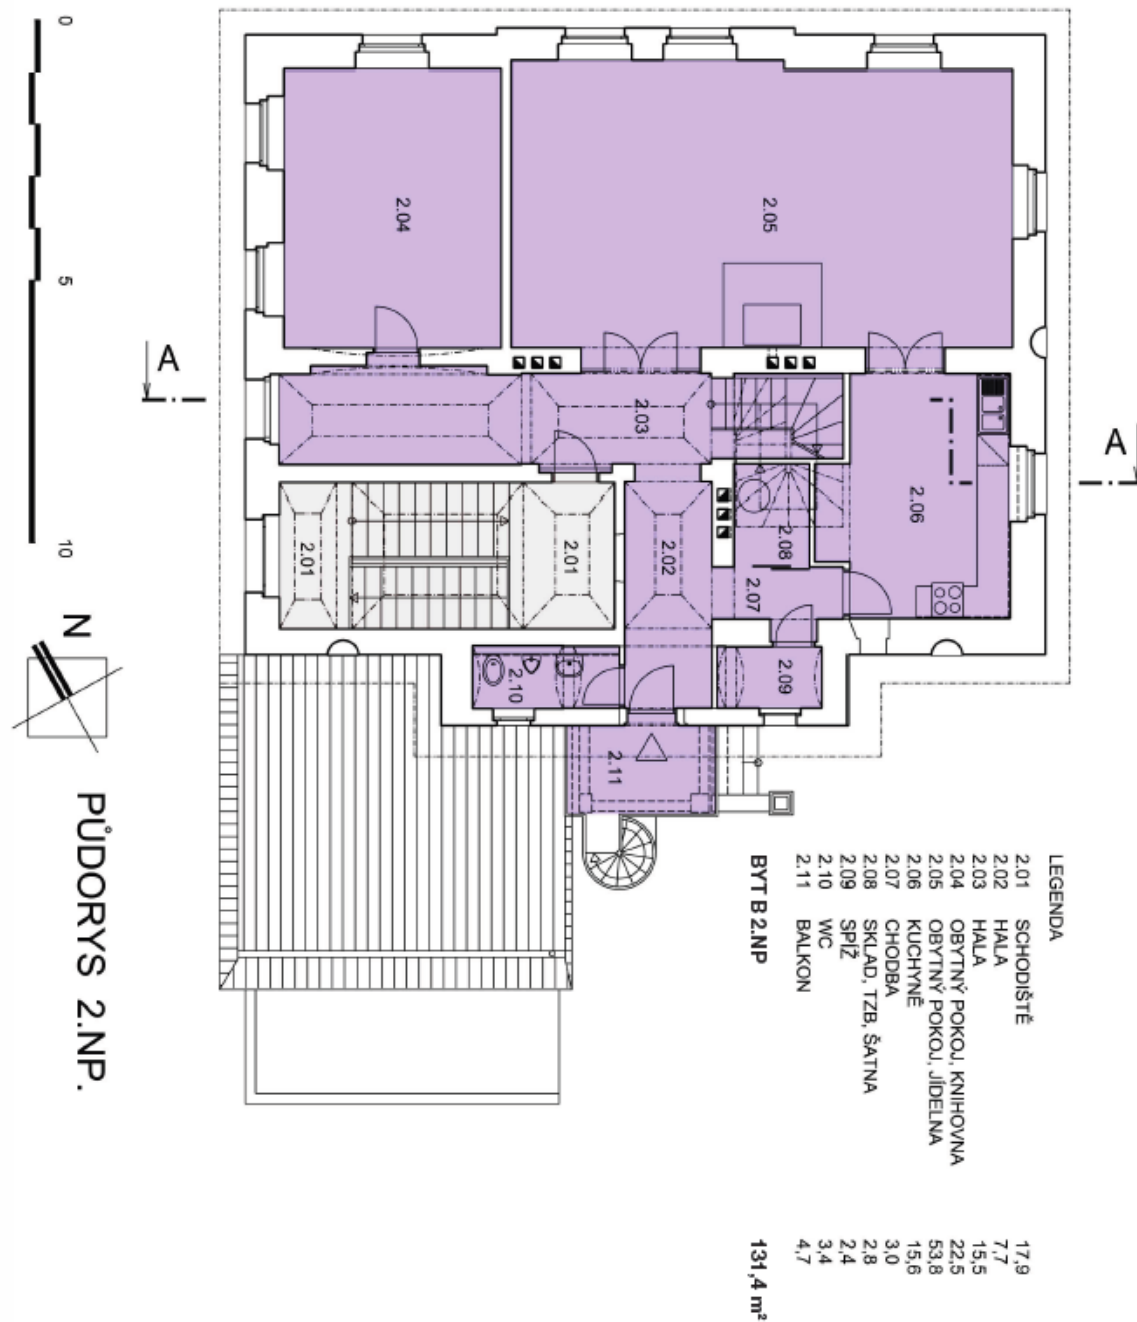 0
5
10
N
PŮDORYS 2.NP.
A
A
2.04
2.05
2.03
2.06
2.01
2.01
2.02
2.08
2.07
2.10
2.09
2.11
LEGENDA
2.01 SCHODIŠTĚ 17,9
2.02 HALA 7,7
2.03 HALA 15,5
2.04 OBYTNÝ POKOJ, KNIHOVNA 22,5
2.05 OBYTNÝ POKOJ, JÍDELNA 53,8
2.06 KUCHYNĚ 15,6
2.07 CHODBA 3,0
2.08 SKLAD, TZB, ŠATNA 2,8
2.09 SPÍŽ 2,4
2.10 WC 3,4
2.11 BALKON 4,7
BYT B 2.NP 131,4 m²